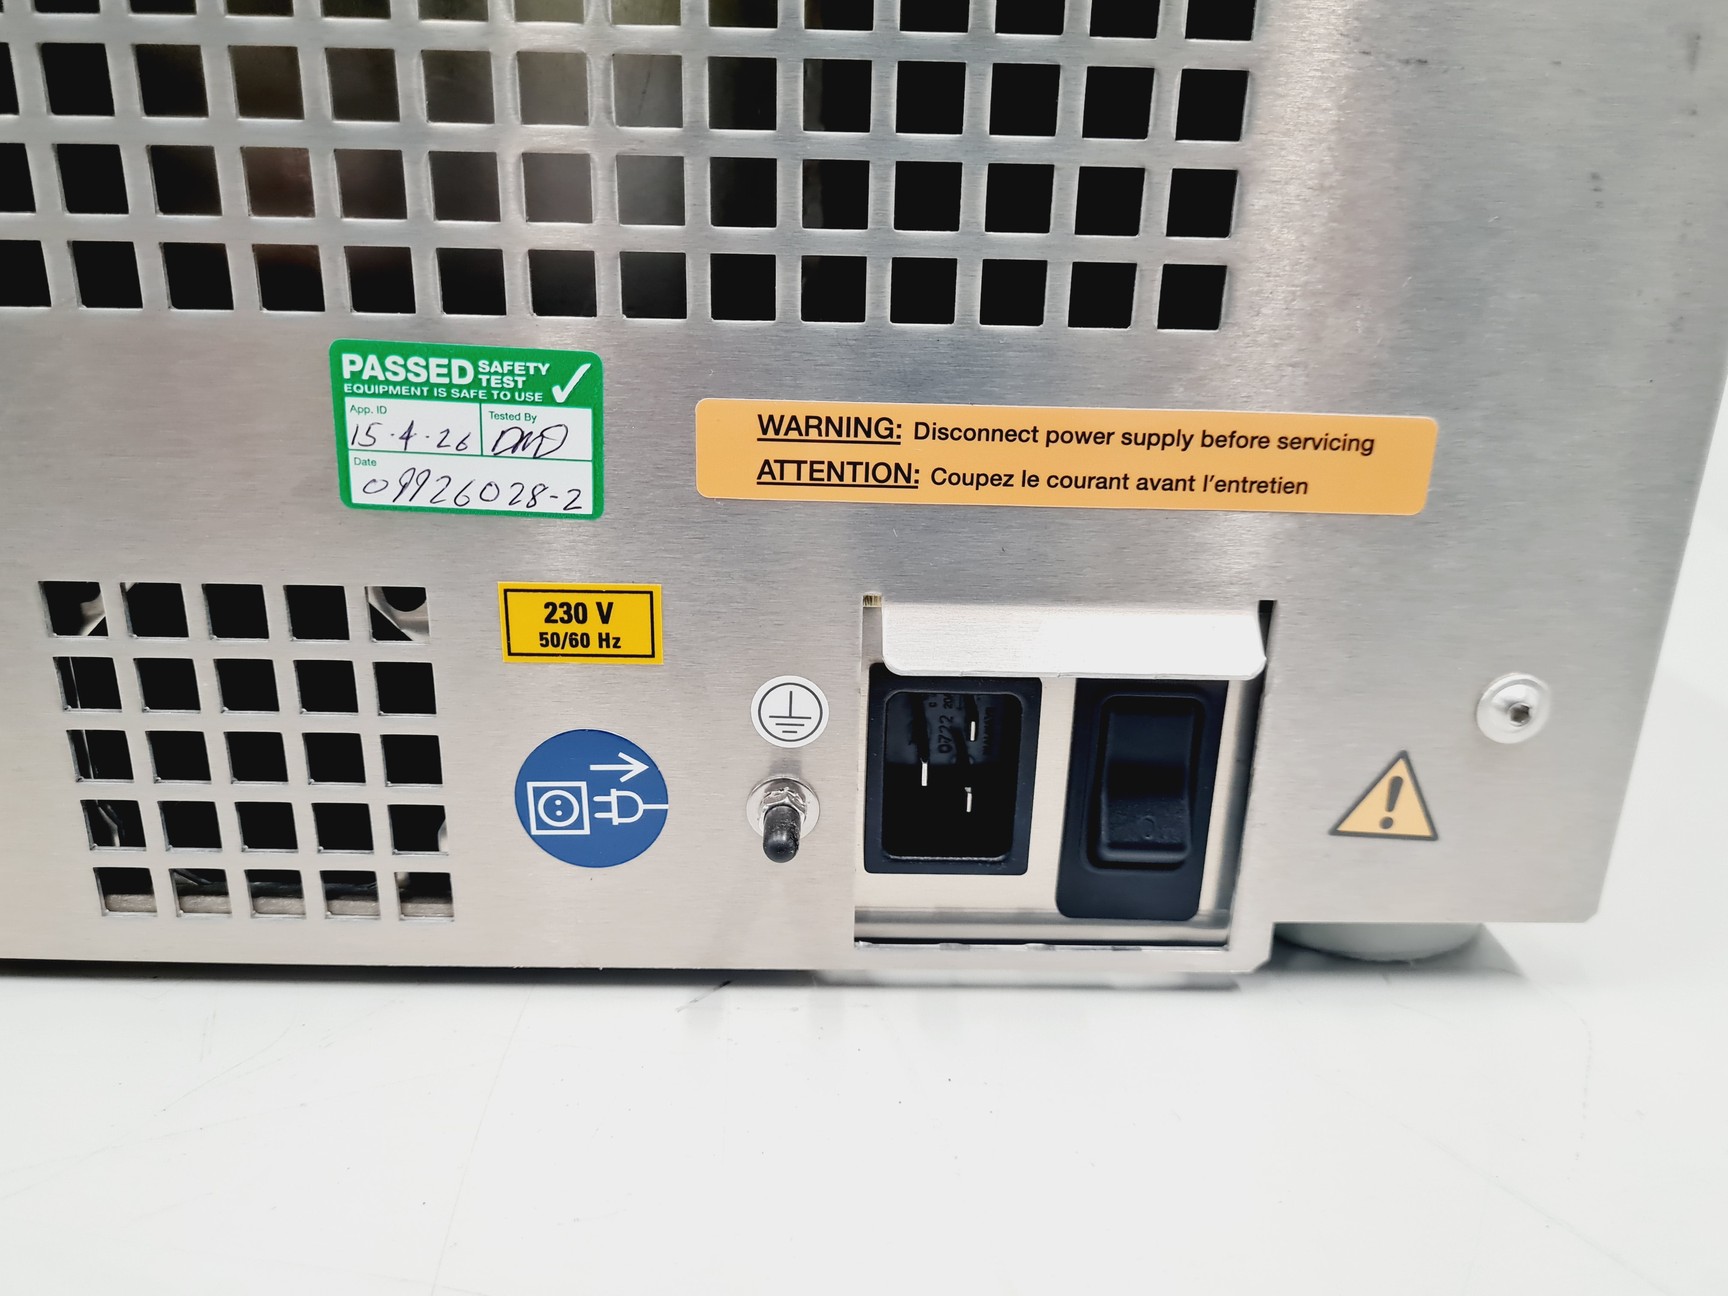 PASSED SAFETY TEST
EQUIPMENT IS SAFE TO USE
App. ID
Tested By
15-4-26
DMD
Date
09926028-2
WARNING: Disconnect power supply before servicing
ATTENTION: Coupez le courant avant l'entretien
230 V
50/60 Hz
0722